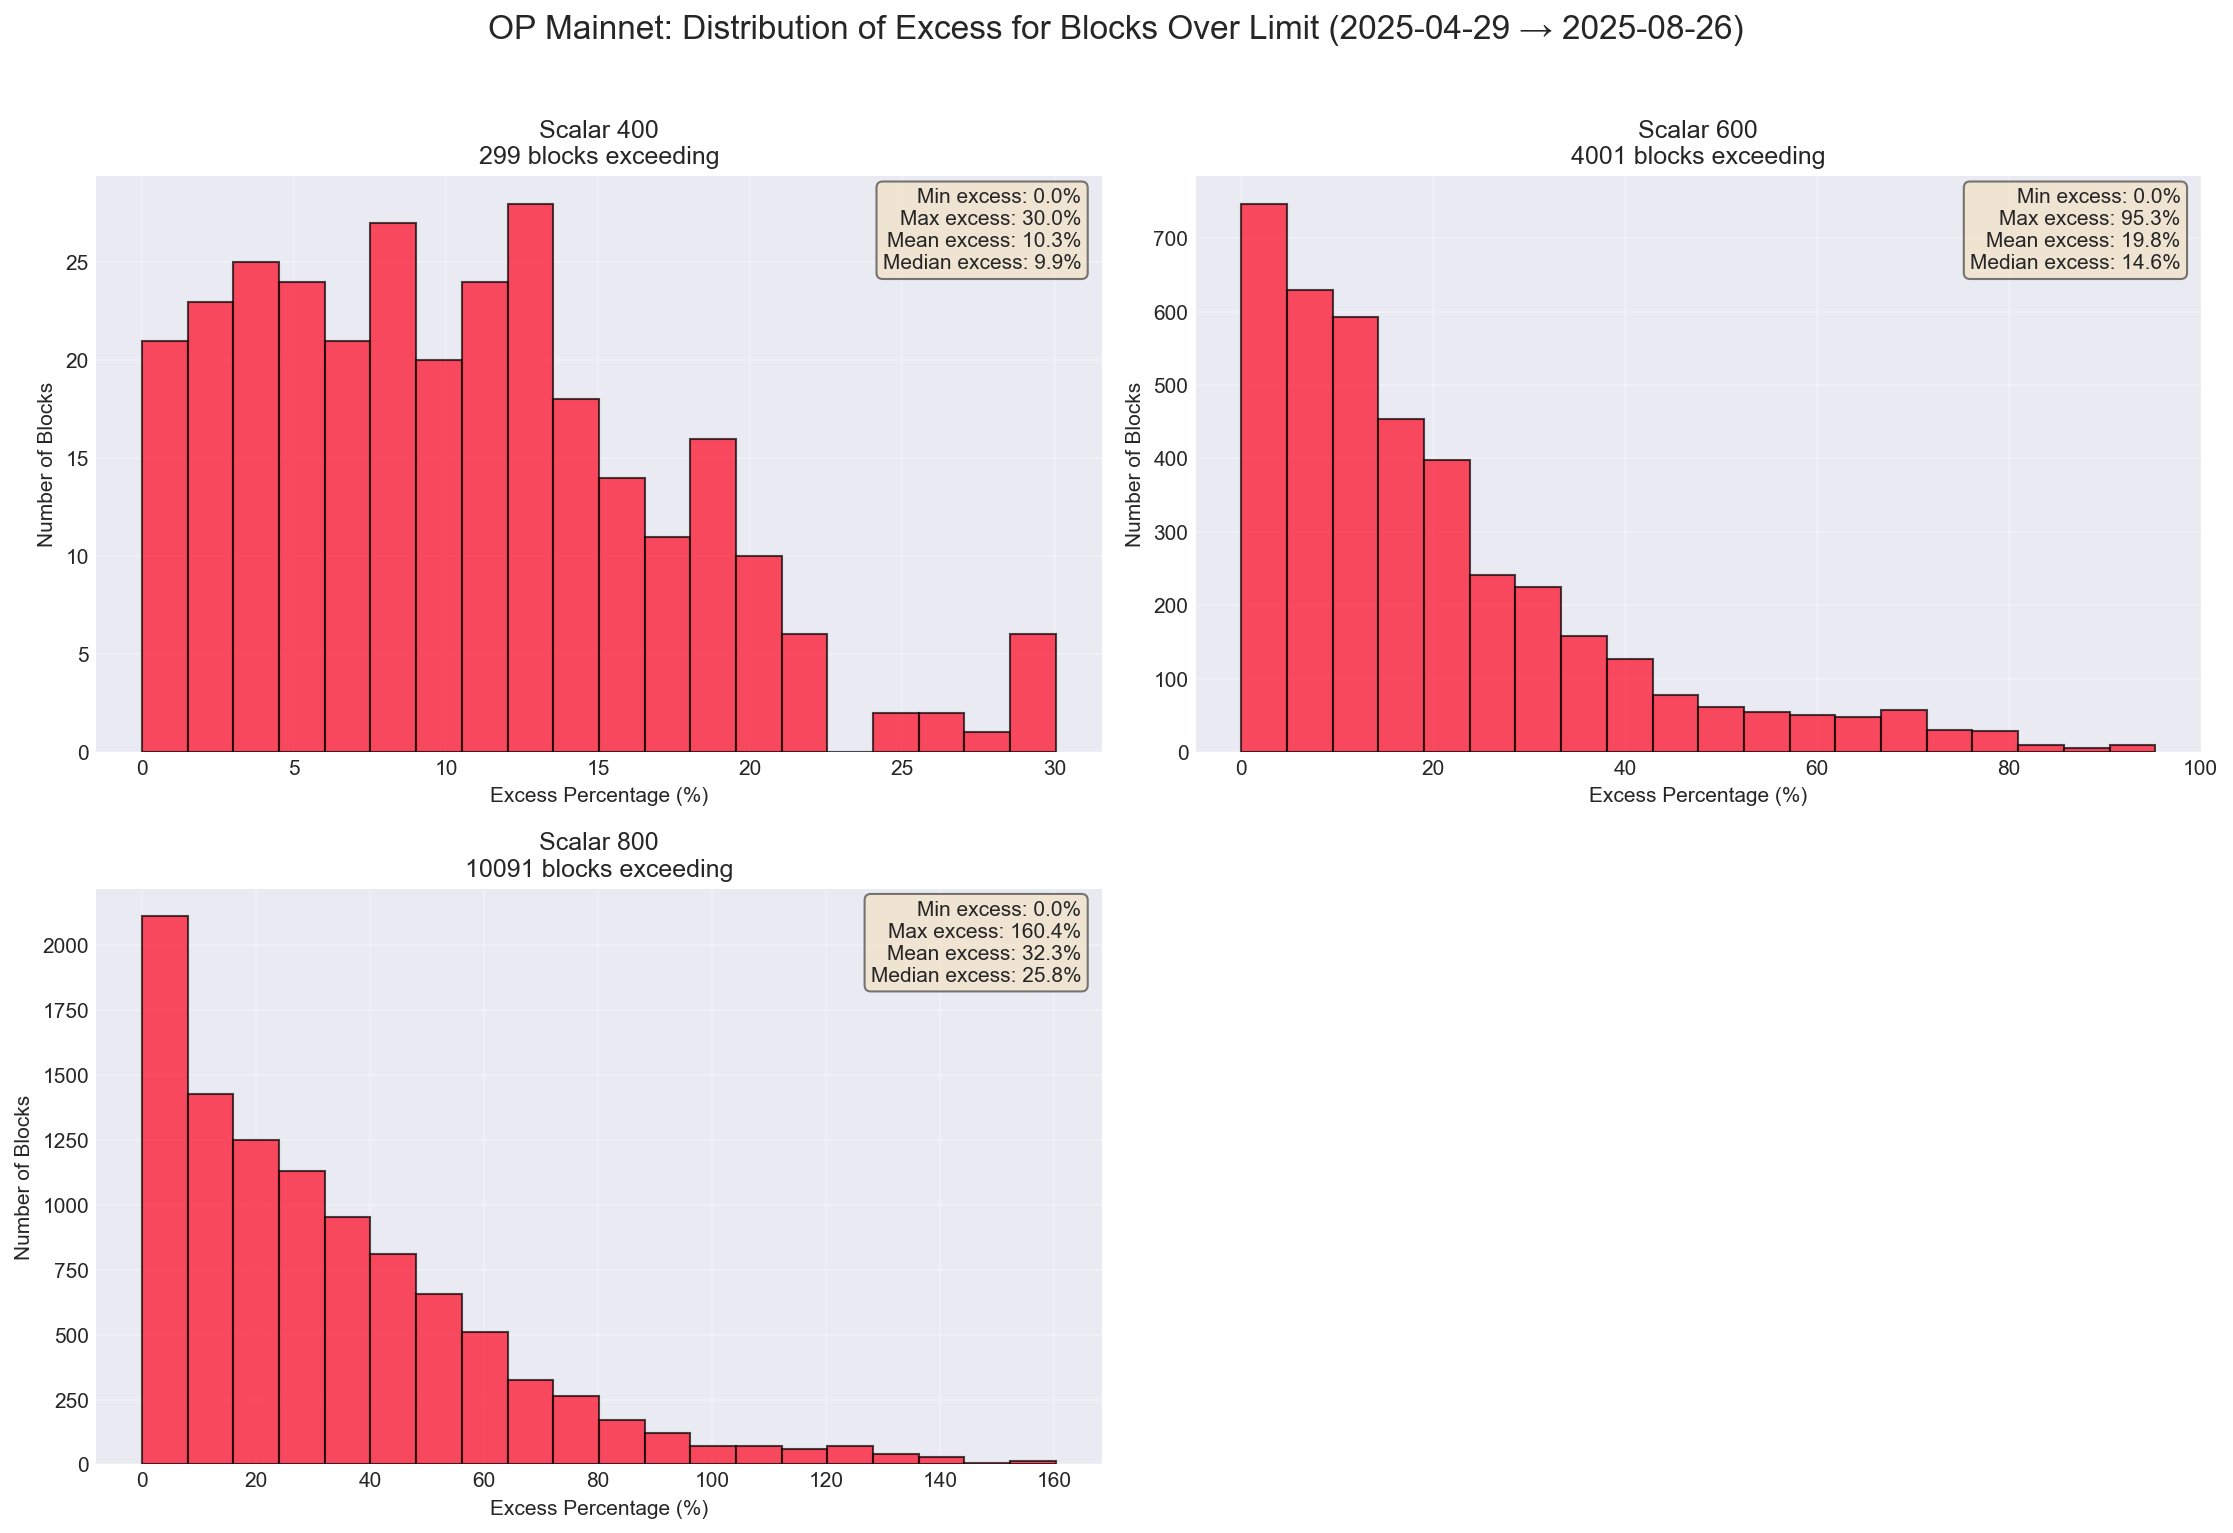 OP Mainnet: Distribution of Excess for Blocks Over Limit (2025-04-29 → 2025-08-26)
Scalar 400
299 blocks exceeding
Min excess: 0.0%
Max excess: 30.0%
Mean excess: 10.3%
Median excess: 9.9%
Number of Blocks
25
20
15
10
5
0
0 5 10 15 20 25 30
Excess Percentage (%)
Scalar 600
4001 blocks exceeding
Min excess: 0.0%
Max excess: 95.3%
Mean excess: 19.8%
Median excess: 14.6%
Number of Blocks
700
600
500
400
300
200
100
0
0 20 40 60 80 100
Excess Percentage (%)
Scalar 800
10091 blocks exceeding
Min excess: 0.0%
Max excess: 160.4%
Mean excess: 32.3%
Median excess: 25.8%
Number of Blocks
2000
1750
1500
1250
1000
750
500
250
0
0 20 40 60 80 100 120 140 160
Excess Percentage (%)